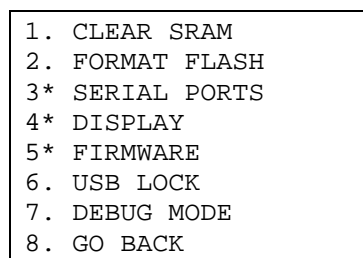 1. CLEAR SRAM
2. FORMAT FLASH
3* SERIAL PORTS
4* DISPLAY
5* FIRMWARE
6. USB LOCK
7. DEBUG MODE
8. GO BACK